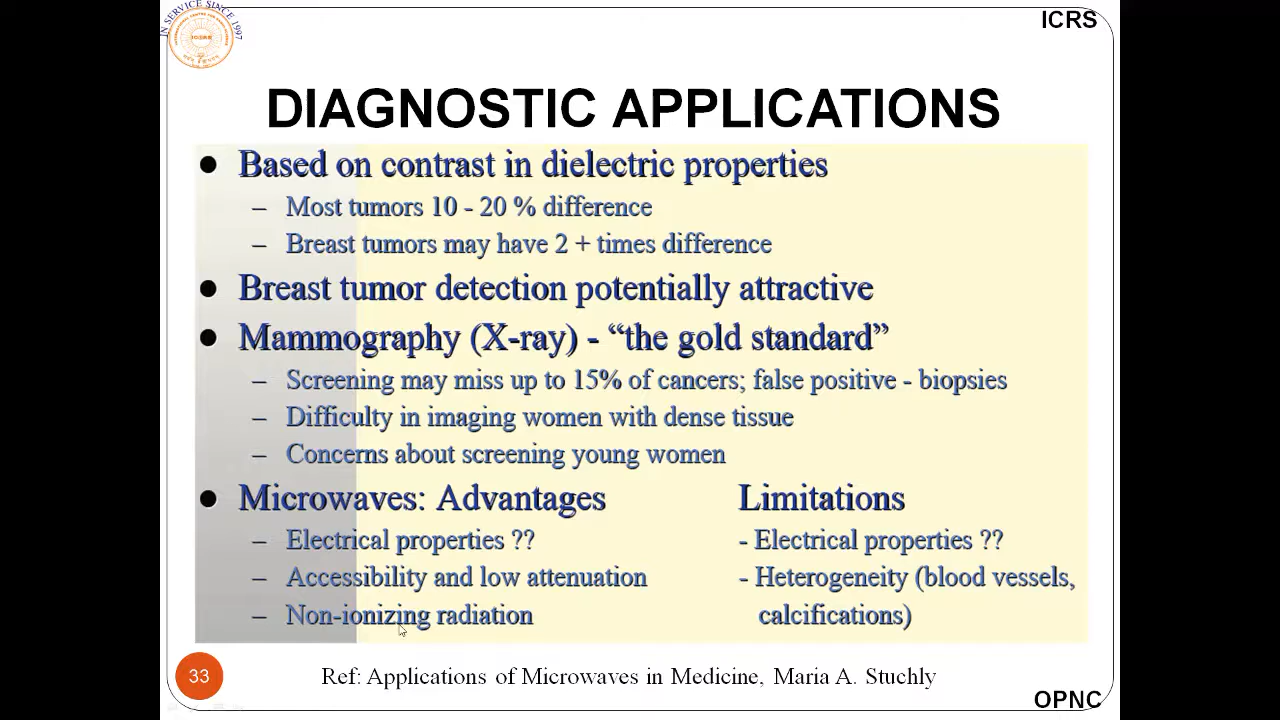 IN SERVICE SINCE 1997
ICRS
DIAGNOSTIC APPLICATIONS
● Based on contrast in dielectric properties
– Most tumors 10 - 20 % difference
– Breast tumors may have 2 + times difference
● Breast tumor detection potentially attractive
● Mammography (X-ray) - “the gold standard”
– Screening may miss up to 15% of cancers; false positive - biopsies
– Difficulty in imaging women with dense tissue
– Concerns about screening young women
● Microwaves: Advantages Limitations
– Electrical properties ?? - Electrical properties ??
– Accessibility and low attenuation - Heterogeneity (blood vessels,
– Non-ionizing radiation calcifications)
33 Ref: Applications of Microwaves in Medicine, Maria A. Stuchly
OPNC